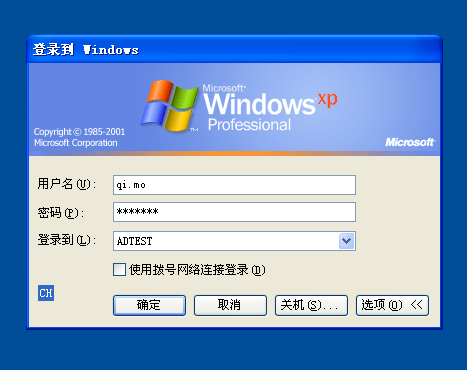 登录到 Windows
Microsoft®
Windows xp
Professional
Copyright © 1985-2001
Microsoft Corporation
Microsoft®
用户名(U):
qi.mo
密码(P):
*******
登录到(L):
ADTEST
使用拨号网络连接登录(D)
CH
确定
取消
关机(S)...
选项(O) <<